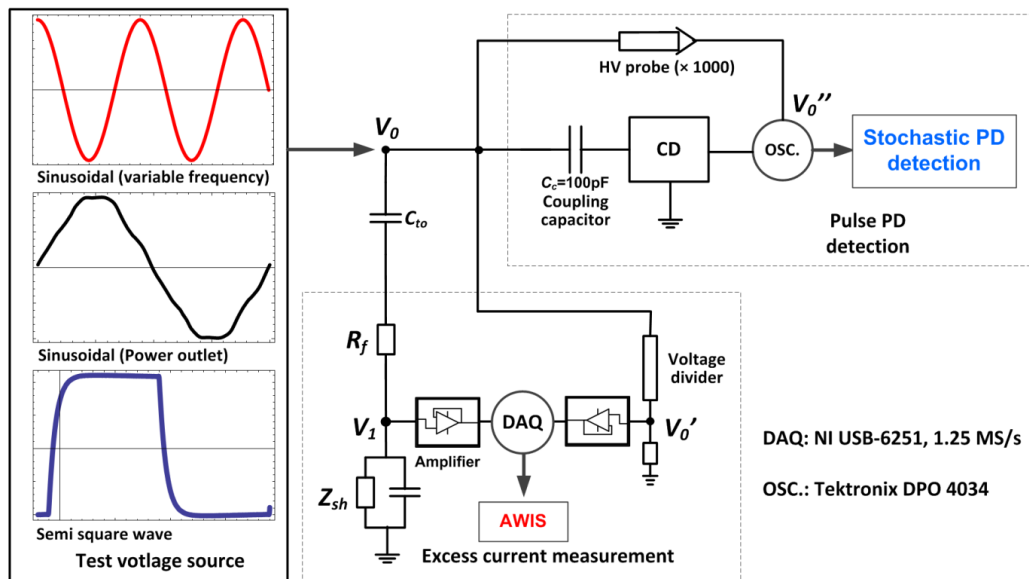 Sinusoidal (variable frequency)
Sinusoidal (Power outlet)
Semi square wave
Test votlage source
V0
Cto
Rf
V1
Zsh
Amplifier
DAQ
AWIS
Excess current measurement
V0'
Voltage
divider
HV probe (× 1000)
V0''
Cc=100pF
Coupling
capacitor
CD
OSC.
Stochastic PD
detection
Pulse PD
detection
DAQ: NI USB-6251, 1.25 MS/s
OSC.: Tektronix DPO 4034